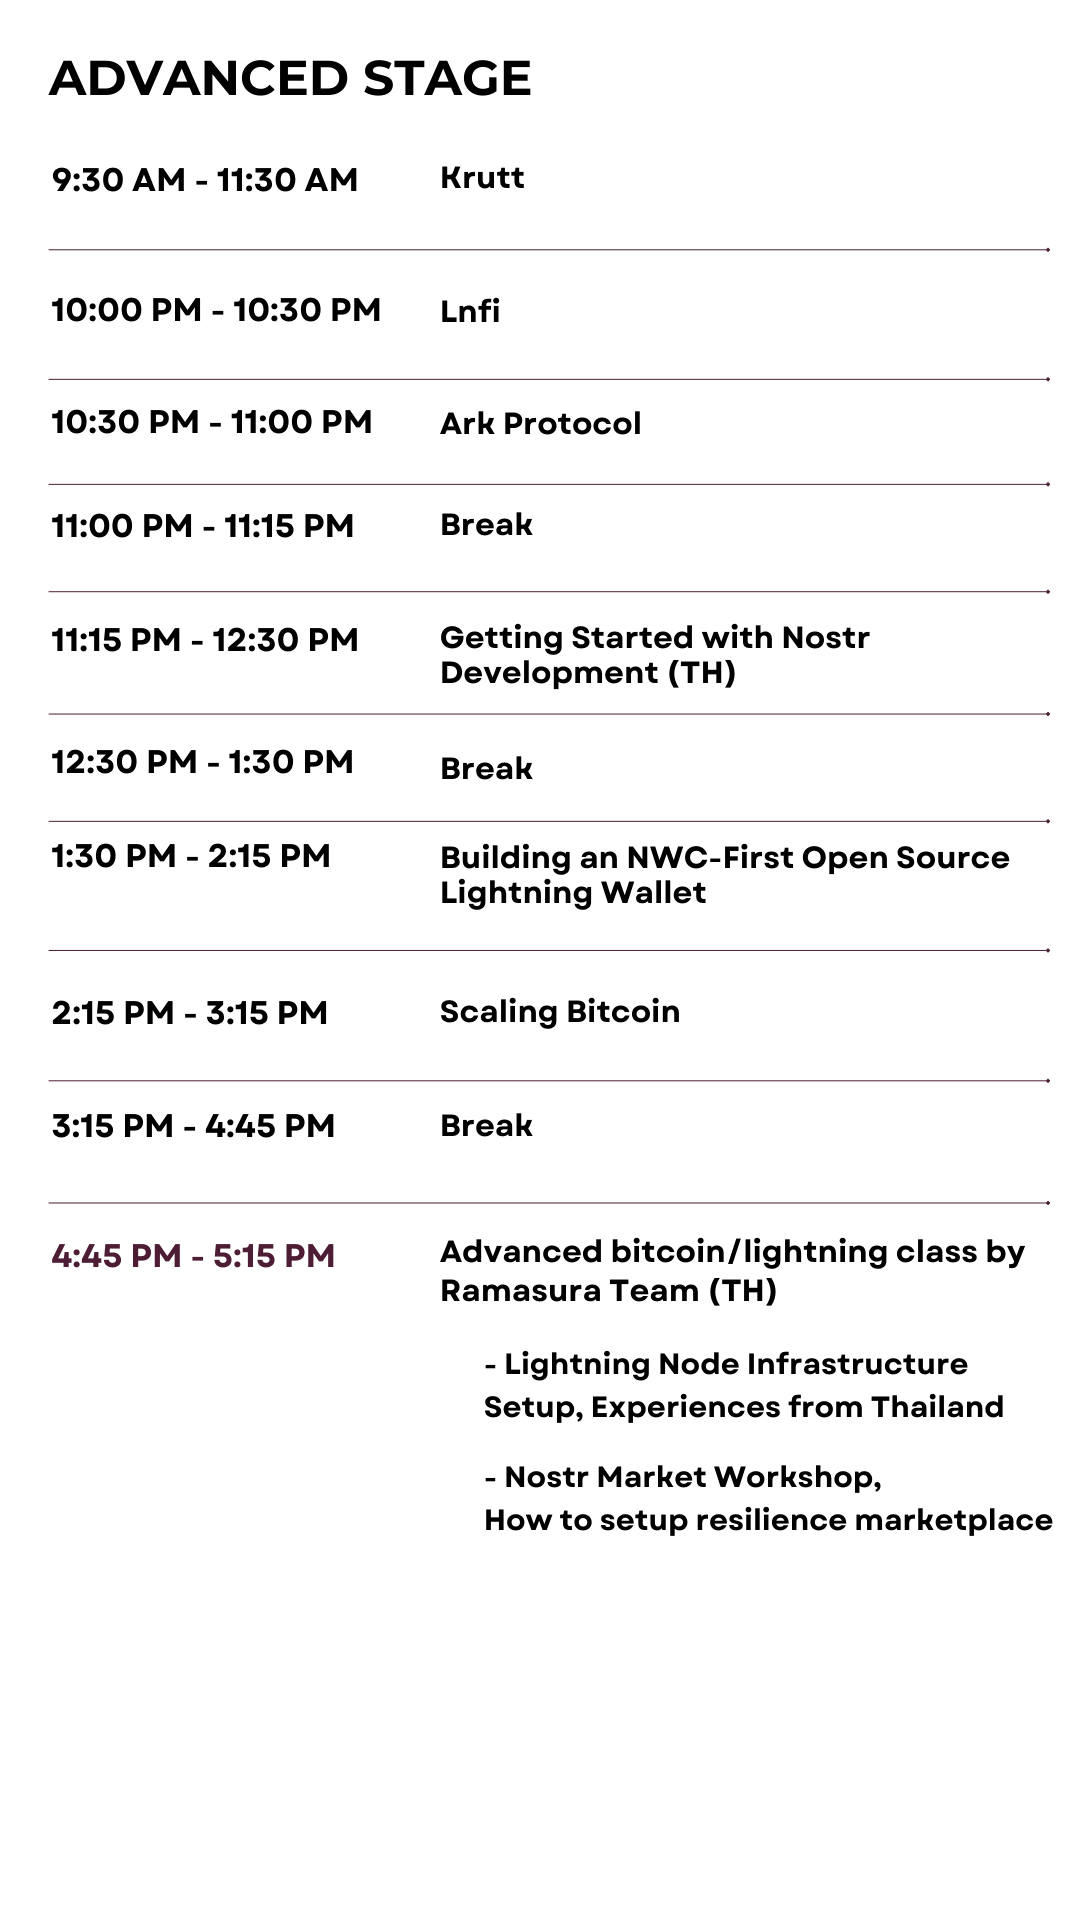 ADVANCED STAGE
9:30 AM - 11:30 AM Krutt
10:00 PM - 10:30 PM Lnfi
10:30 PM - 11:00 PM Ark Protocol
11:00 PM - 11:15 PM Break
11:15 PM - 12:30 PM Getting Started with Nostr
Development (TH)
12:30 PM - 1:30 PM Break
1:30 PM - 2:15 PM Building an NWC-First Open Source
Lightning Wallet
2:15 PM - 3:15 PM Scaling Bitcoin
3:15 PM - 4:45 PM Break
4:45 PM - 5:15 PM Advanced bitcoin/lightning class by
Ramasura Team (TH)
- Lightning Node Infrastructure
Setup, Experiences from Thailand
- Nostr Market Workshop,
How to setup resilience marketplace